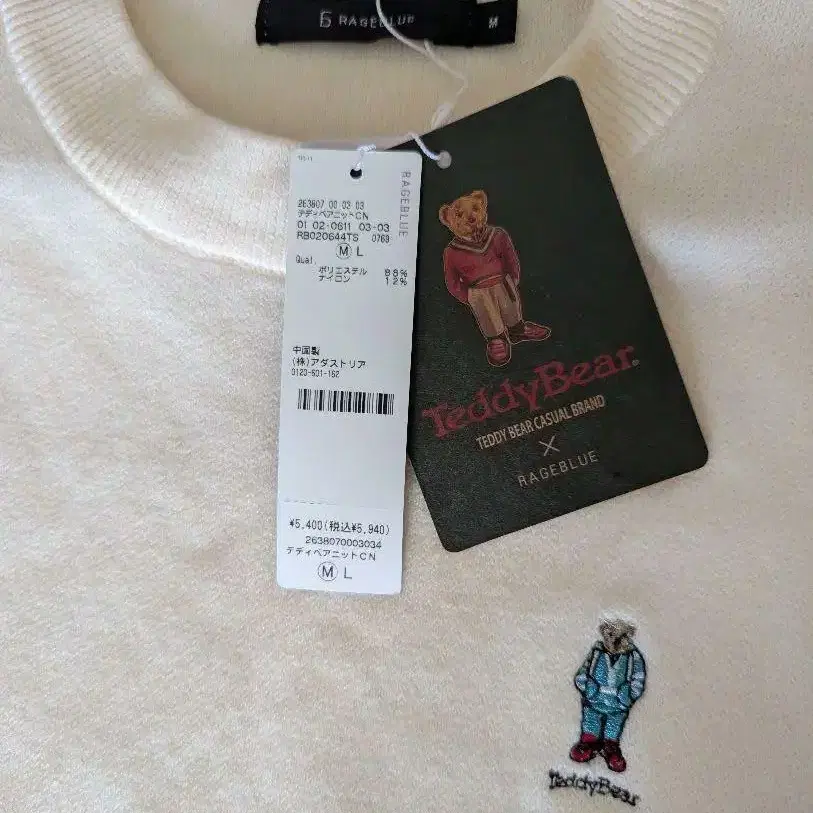 RAGEBLUE
M
RAGEBLUE
263807 00 03 03
テディベアニットCN
01 02-0611 03-03
RB020644TS 0769
M L
Qual.
ポリエステル 88%
ナイロン 12%
中国製
(株)アダストリア
0120-601-162
¥5,400(税込¥5,940)
2638070003034
テディベアニットCN
M L
TeddyBear®
TEDDY BEAR CASUAL BRAND
×
RAGEBLUE
TeddyBear